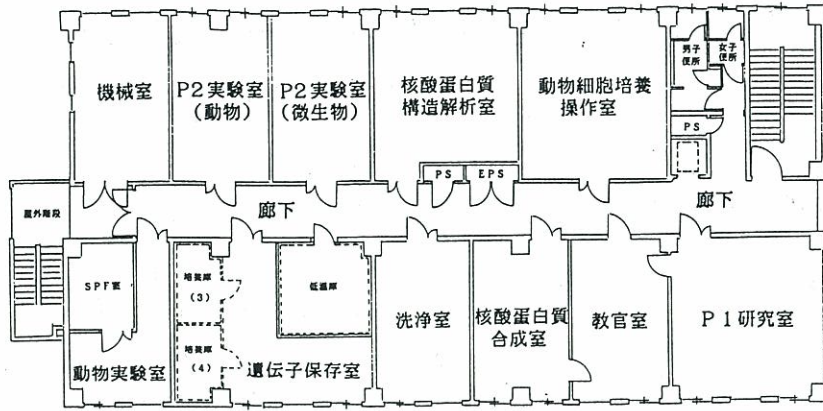 機械室
P2実験室
(動物)
P2実験室
(微生物)
核酸蛋白質
構造解析室
動物細胞培養
操作室
男子
便所
女子
便所
PS
PS
EPS
廊下
廊下
屋外階段
SPF室
動物実験室
培養庫
(3)
培養庫
(4)
低温庫
遺伝子保存室
洗浄室
核酸蛋白質
合成室
教官室
P1研究室